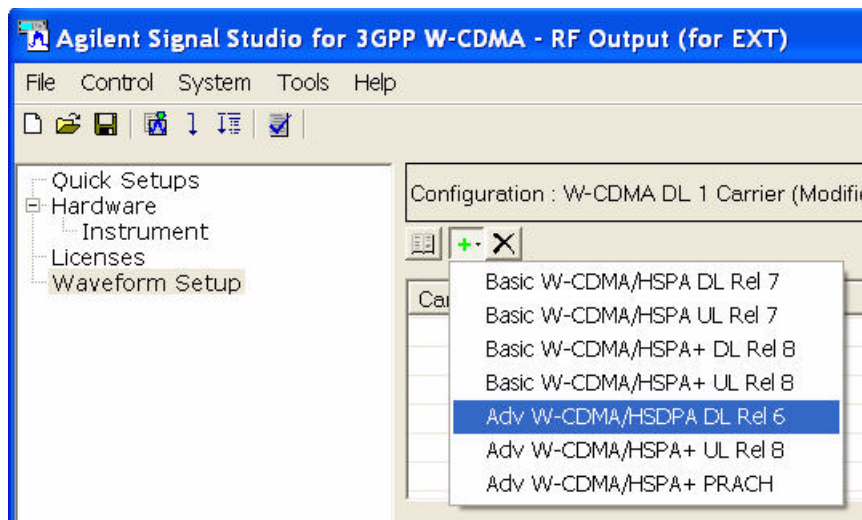 Agilent Signal Studio for 3GPP W-CDMA - RF Output (for EXT)
File Control System Tools Help
Quick Setups
Hardware
Instrument
Licenses
Waveform Setup
Configuration : W-CDMA DL 1 Carrier (Modifi
Ca
Basic W-CDMA/HSPA DL Rel 7
Basic W-CDMA/HSPA UL Rel 7
Basic W-CDMA/HSPA+ DL Rel 8
Basic W-CDMA/HSPA+ UL Rel 8
Adv W-CDMA/HSDPA DL Rel 6
Adv W-CDMA/HSPA+ UL Rel 8
Adv W-CDMA/HSPA+ PRACH